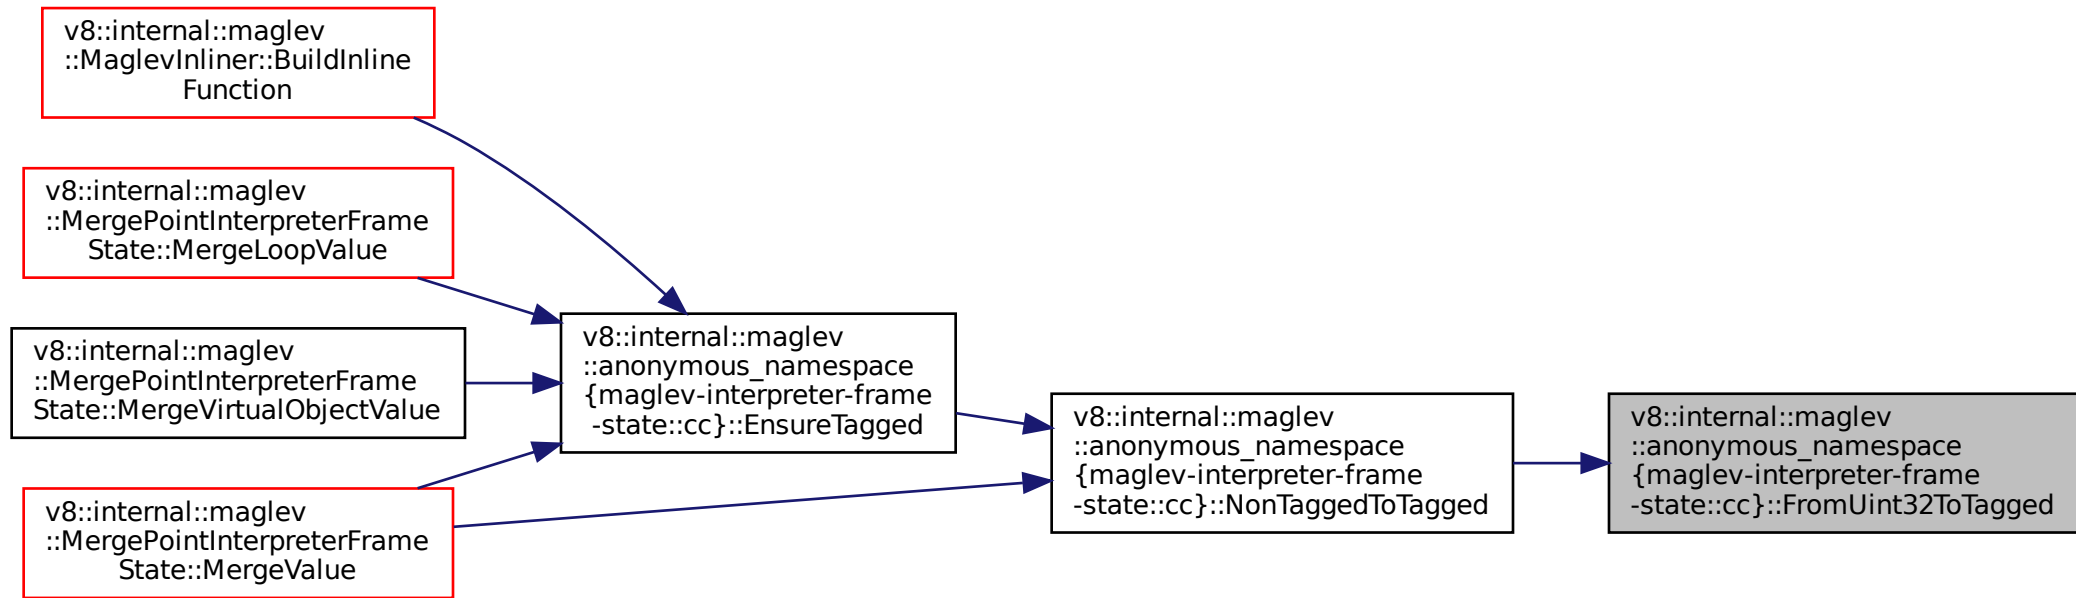 v8::internal::maglev
::MaglevInliner::BuildInline
Function
v8::internal::maglev
::MergePointInterpreterFrame
State::MergeLoopValue
v8::internal::maglev
::MergePointInterpreterFrame
State::MergeVirtualObjectValue
v8::internal::maglev
::MergePointInterpreterFrame
State::MergeValue
v8::internal::maglev
::anonymous_namespace
{maglev-interpreter-frame
-state::cc}::EnsureTagged
v8::internal::maglev
::anonymous_namespace
{maglev-interpreter-frame
-state::cc}::NonTaggedToTagged
v8::internal::maglev
::anonymous_namespace
{maglev-interpreter-frame
-state::cc}::FromUint32ToTagged